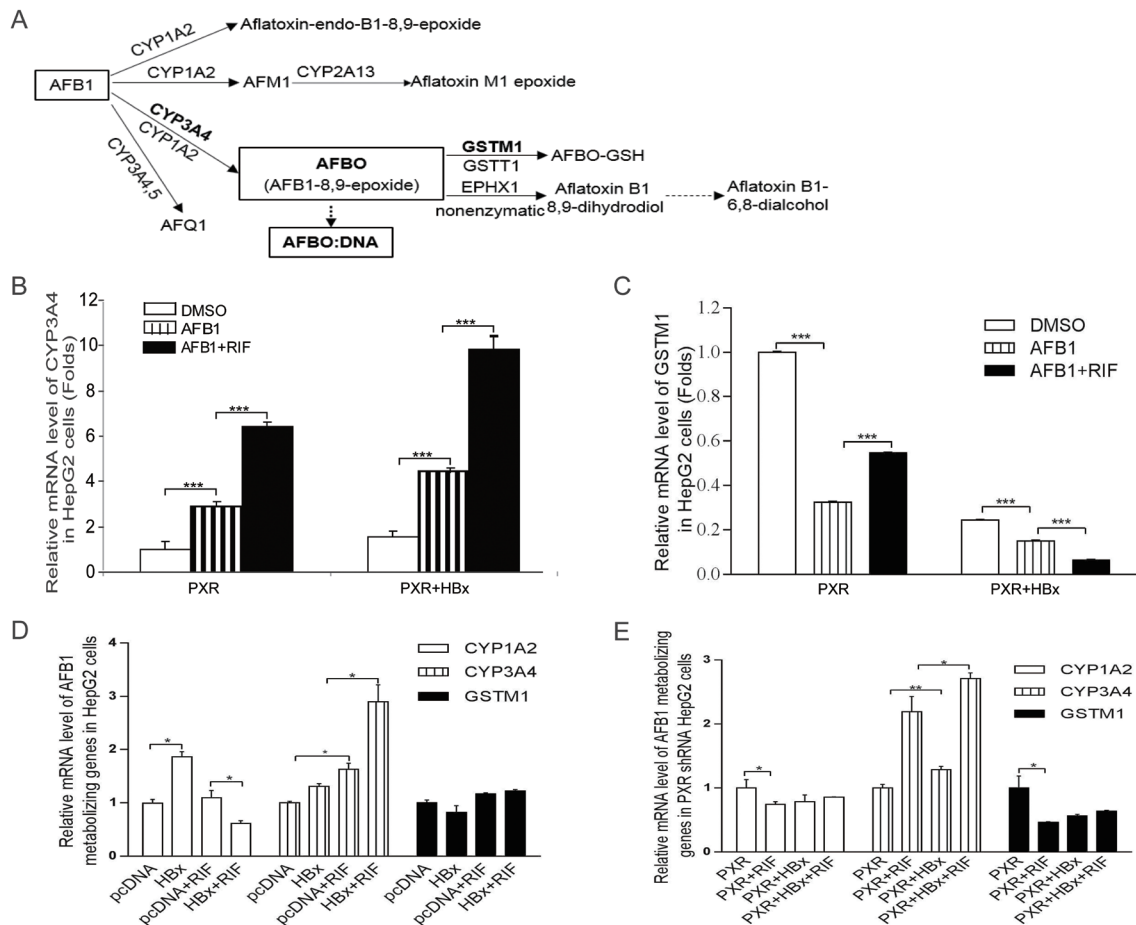 A
CYP1A2
Aflatoxin-endo-B1-8,9-epoxide
AFB1
CYP1A2
AFM1
CYP2A13
Aflatoxin M1 epoxide
CYP3A4
CYP1A2
CYP3A4,5
AFQ1
AFBO
(AFB1-8,9-epoxide)
GSTM1
GSTT1
AFBO-GSH
EPHX1
nonenzymatic
Aflatoxin B1
8,9-dihydrodiol
Aflatoxin B1-
6,8-dialcohol
AFBO:DNA
B
Relative mRNA level of CYP3A4
in HepG2 cells (Folds)
12
10
8
6
4
2
0
DMSO
AFB1
AFB1+RIF
***
***
***
***
PXR
PXR+HBx
C
Relative mRNA level of GSTM1
in HepG2 cells (Folds)
1.2
1.0
0.8
0.6
0.4
0.2
0.0
DMSO
AFB1
AFB1+RIF
***
***
***
***
PXR
PXR+HBx
D
Relative mRNA level of AFB1
metabolizing genes in HepG2 cells
4
3
2
1
0
CYP1A2
CYP3A4
GSTM1
*
*
*
*
pcDNA
HBx
pcDNA+RIF
HBx+RIF
pcDNA
HBx
pcDNA+RIF
HBx+RIF
pcDNA
HBx
pcDNA+RIF
HBx+RIF
E
Relative mRNA level of AFB1 metabolizing
genes in PXR shRNA HepG2 cells
3
2
1
0
CYP1A2
CYP3A4
GSTM1
*
**
*
*
PXR
PXR+RIF
PXR+HBx
PXR+HBx+RIF
PXR
PXR+RIF
PXR+HBx
PXR+HBx+RIF
PXR
PXR+RIF
PXR+HBx
PXR+HBx+RIF